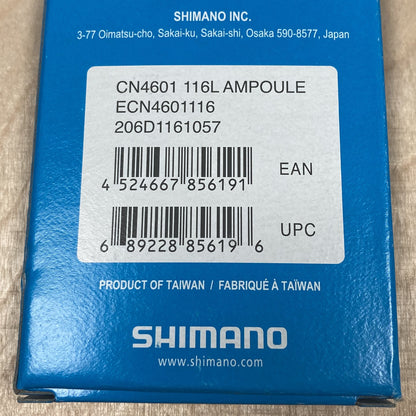 SHIMANO INC.
3-77 Oimatsu-cho, Sakai-ku, Sakai-shi, Osaka 590-8577, Japan
CN4601 116L AMPOULE
ECN4601116
206D1161057
4 524667 856191
EAN
6 89228 85619 6
UPC
PRODUCT OF TAIWAN / FABRIQUÉ À TAÏWAN
SHIMANO
www.shimano.com